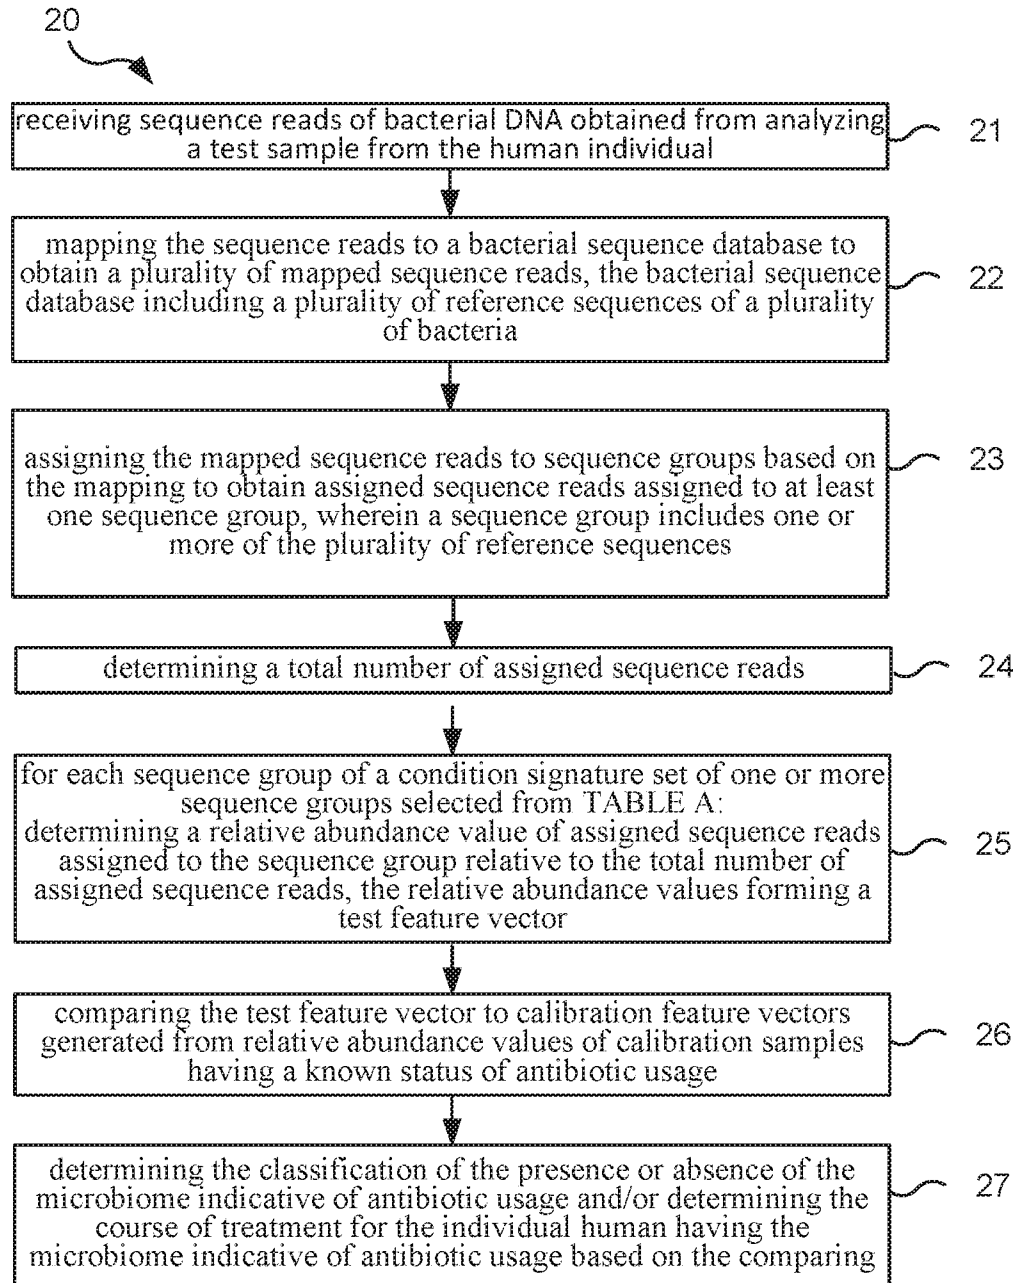 20
receiving sequence reads of bacterial DNA obtained from analyzing
a test sample from the human individual
21
mapping the sequence reads to a bacterial sequence database to
obtain a plurality of mapped sequence reads, the bacterial sequence
database including a plurality of reference sequences of a plurality
of bacteria
22
assigning the mapped sequence reads to sequence groups based on
the mapping to obtain assigned sequence reads assigned to at least
one sequence group, wherein a sequence group includes one or
more of the plurality of reference sequences
23
determining a total number of assigned sequence reads
24
for each sequence group of a condition signature set of one or more
sequence groups selected from TABLE A:
determining a relative abundance value of assigned sequence reads
assigned to the sequence group relative to the total number of
assigned sequence reads, the relative abundance values forming a
test feature vector
25
comparing the test feature vector to calibration feature vectors
generated from relative abundance values of calibration samples
having a known status of antibiotic usage
26
determining the classification of the presence or absence of the
microbiome indicative of antibiotic usage and/or determining the
course of treatment for the individual human having the
microbiome indicative of antibiotic usage based on the comparing
27